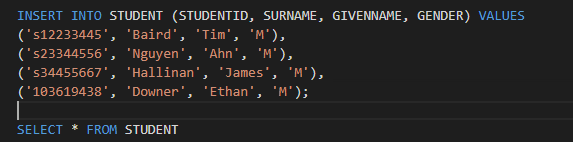 INSERT INTO STUDENT (STUDENTID, SURNAME, GIVENNAME, GENDER) VALUES
('s12233445', 'Baird', 'Tim', 'M'),
('s23344556', 'Nguyen', 'Ahn', 'M'),
('s34455667', 'Hallinan', 'James', 'M'),
('103619438', 'Downer', 'Ethan', 'M');
SELECT * FROM STUDENT